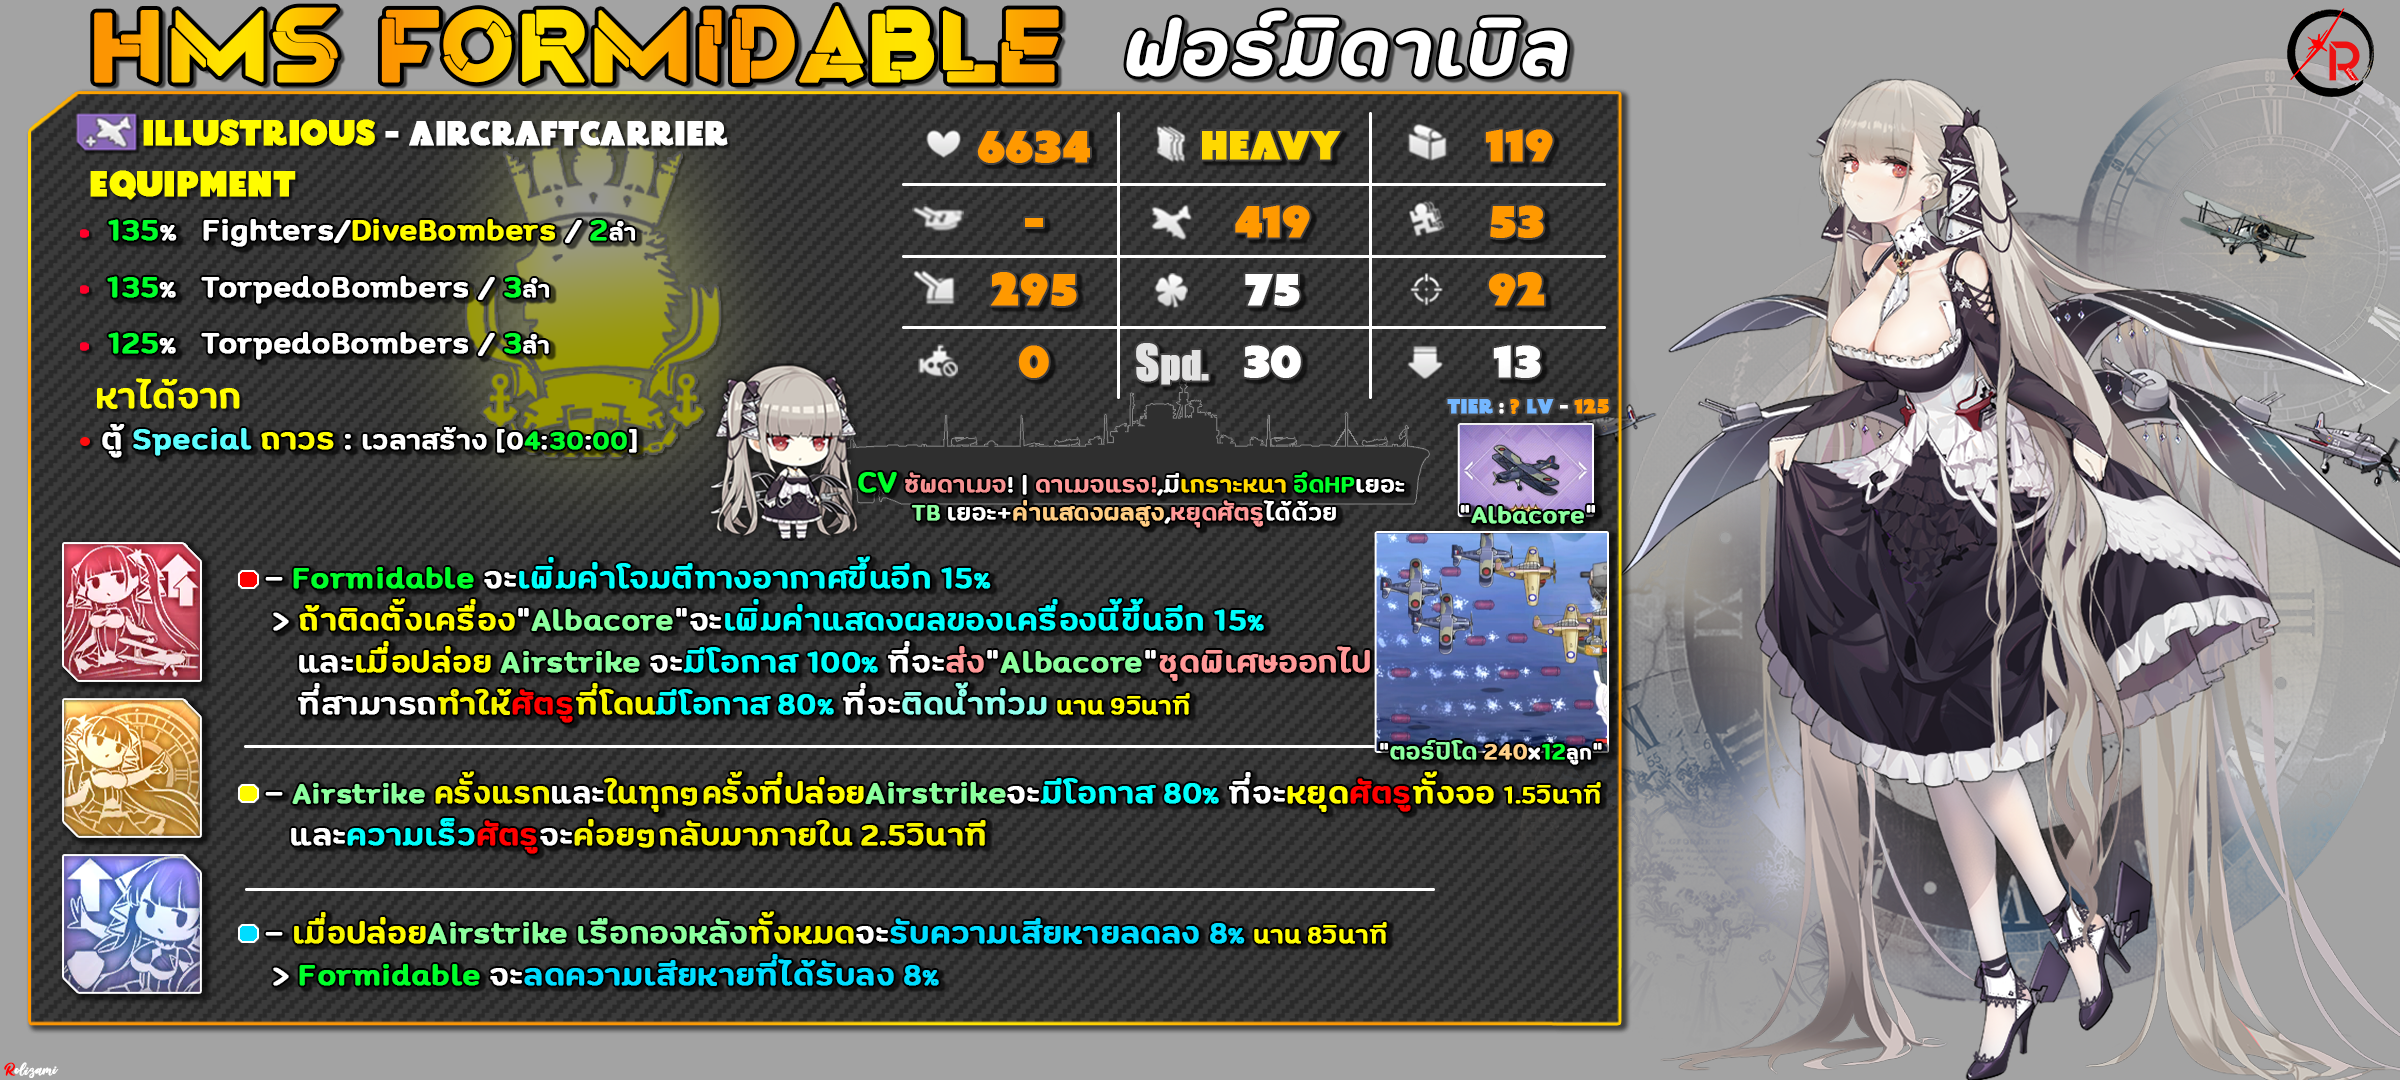 HMS FORMIDABLE ฟอร์มิดาเบิล
R
ILLUSTRIOUS - AIRCRAFTCARRIER
EQUIPMENT
135% Fighters/DiveBombers / 2ลำ
135% TorpedoBombers / 3ลำ
125% TorpedoBombers / 3ลำ
หาได้จาก
ตู้ Special ถาวร : เวลาสร้าง [04:30:00]
6634 HEAVY 119
- 419 53
295 75 92
0 Spd. 30 13
TIER : ? LV - 125
CV ซัพดาเมจ! | ดาเมจแรง!,มีเกราะหนา อึดHPเยอะ
TB เยอะ+ค่าแสดงผลสูง,หยุดศัตรูได้ด้วย
"Albacore"
- Formidable จะเพิ่มค่าโจมตีทางอากาศขึ้นอีก 15%
> ถ้าติดตั้งเครื่อง"Albacore"จะเพิ่มค่าแสดงผลของเครื่องนี้ขึ้นอีก 15%
และเมื่อปล่อย Airstrike จะมีโอกาส 100% ที่จะส่ง"Albacore"ชุดพิเศษออกไป
ที่สามารถทำให้ศัตรูที่โดนมีโอกาส 80% ที่จะติดน้ำท่วม นาน 9วินาที
"ตอร์ปิโด 240x12ลูก"
- Airstrike ครั้งแรกและในทุกๆครั้งที่ปล่อยAirstrikeจะมีโอกาส 80% ที่จะหยุดศัตรูทั้งจอ 1.5วินาที
และความเร็วศัตรูจะค่อยๆกลับมาภายใน 2.5วินาที
- เมื่อปล่อยAirstrike เรือกองหลังทั้งหมดจะรับความเสียหายลดลง 8% นาน 8วินาที
> Formidable จะลดความเสียหายที่ได้รับลง 8%
Rolizami